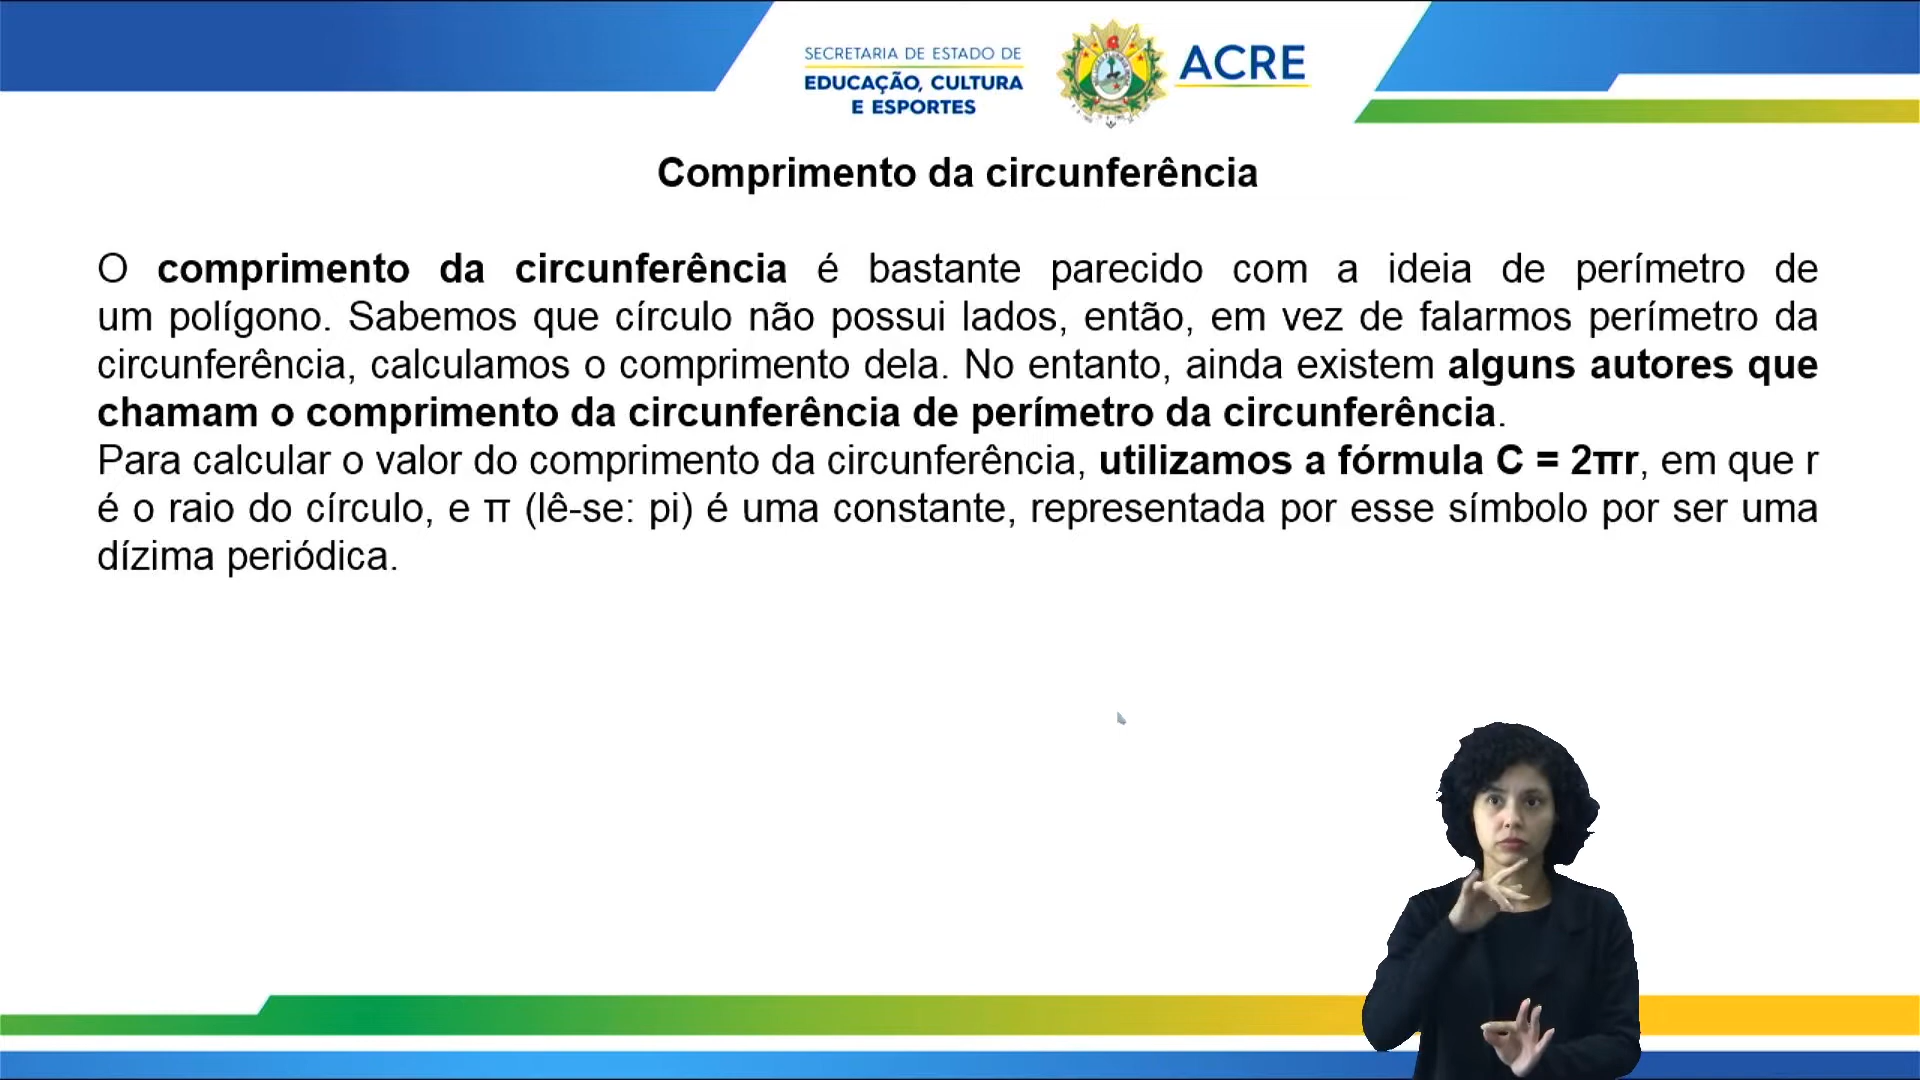 SECRETARIA DE ESTADO DE
EDUCAÇÃO, CULTURA
E ESPORTES
ACRE
Comprimento da circunferência
O comprimento da circunferência é bastante parecido com a ideia de perímetro de
um polígono. Sabemos que círculo não possui lados, então, em vez de falarmos perímetro da
circunferência, calculamos o comprimento dela. No entanto, ainda existem alguns autores que
chamam o comprimento da circunferência de perímetro da circunferência.
Para calcular o valor do comprimento da circunferência, utilizamos a fórmula C = 2πr, em que r
é o raio do círculo, e π (lê-se: pi) é uma constante, representada por esse símbolo por ser uma
dízima periódica.